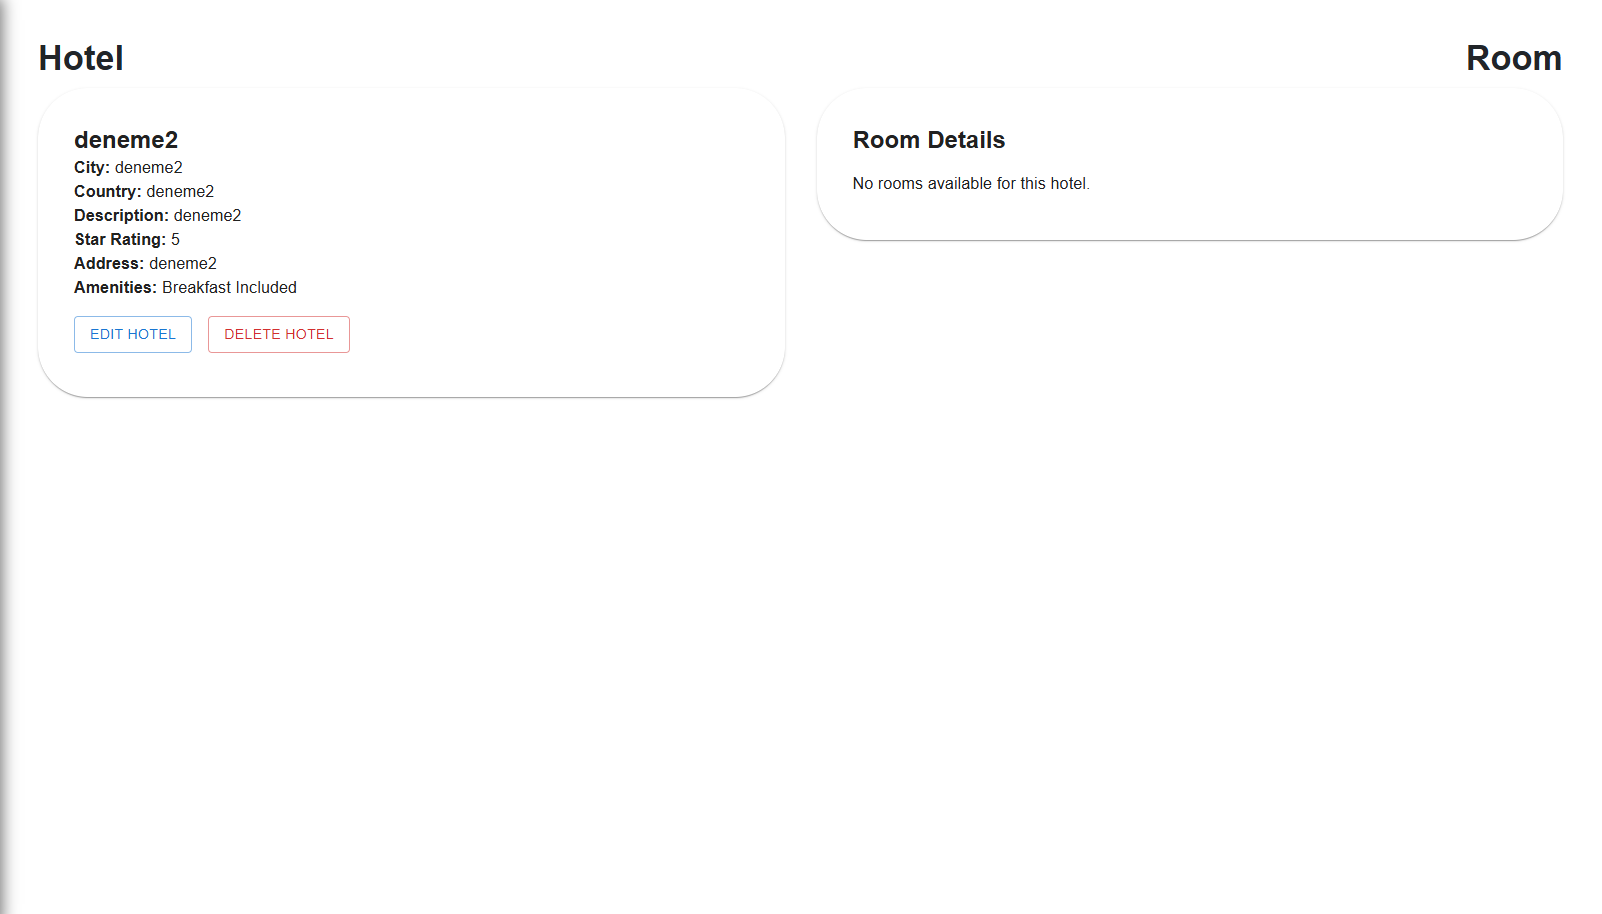 Hotel
Room
deneme2
City: deneme2
Country: deneme2
Description: deneme2
Star Rating: 5
Address: deneme2
Amenities: Breakfast Included
EDIT HOTEL
DELETE HOTEL
Room Details
No rooms available for this hotel.